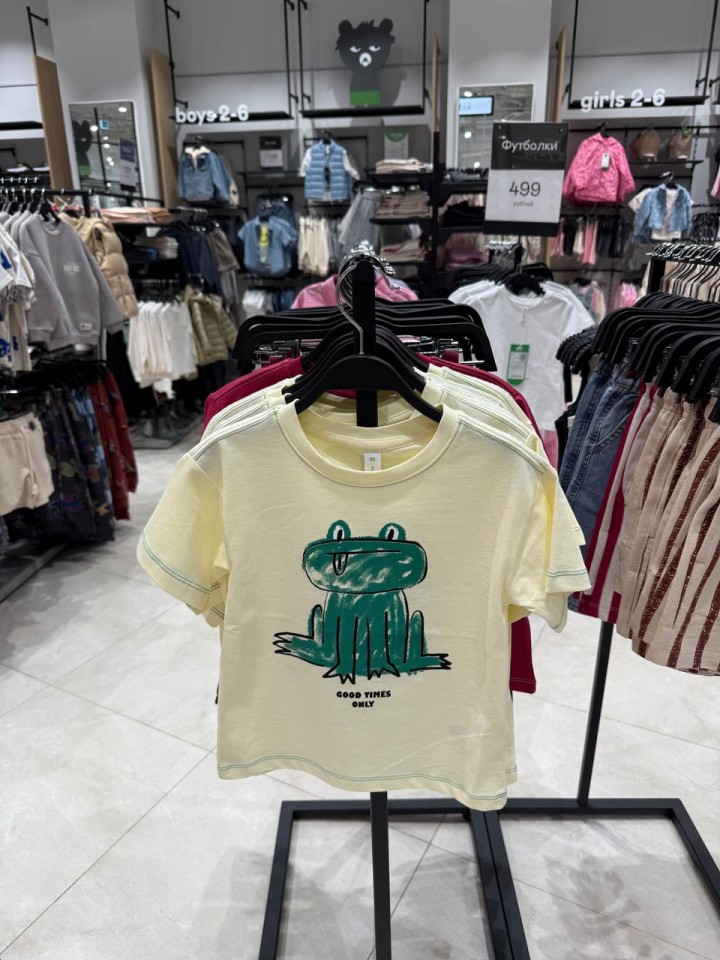 boys 2-6
girls 2-6
Футболки
499
рублей
GOOD TIMES
ONLY